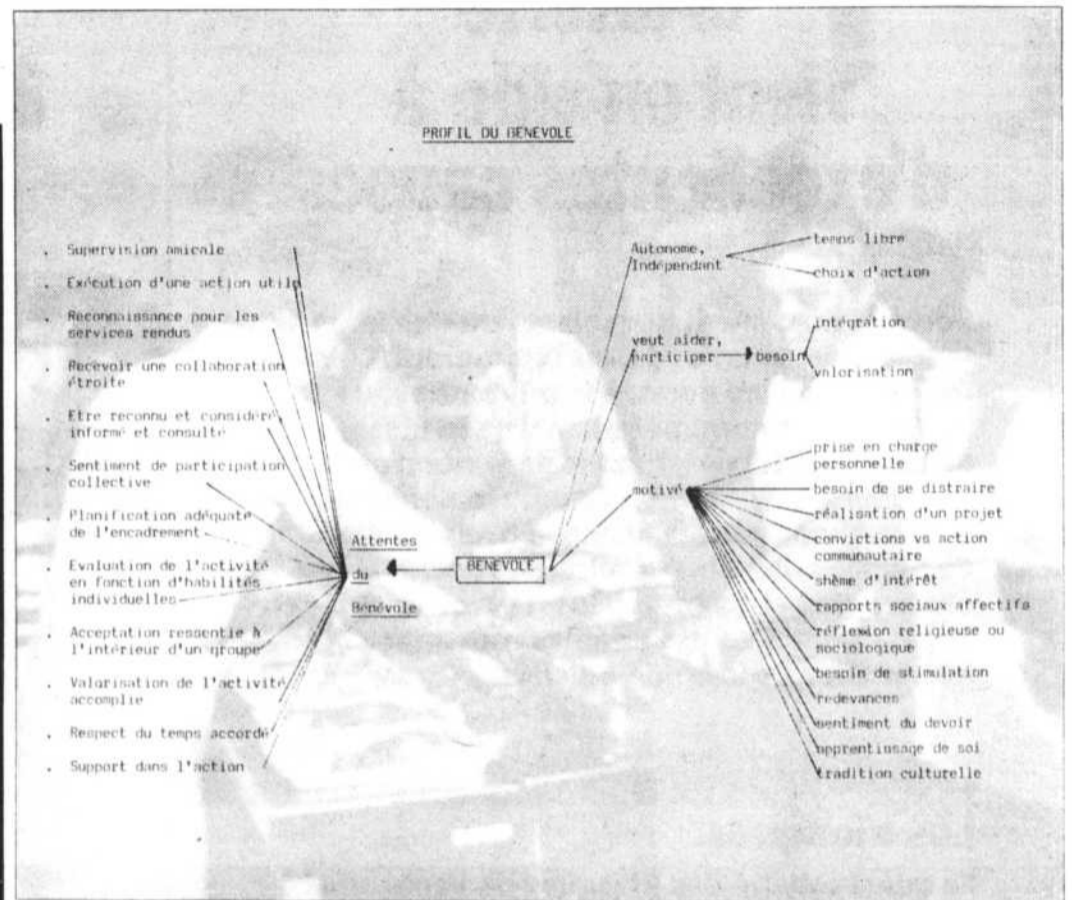 PROFIL DU BENEVOLE
. Supervision amicale
. Exécution d'une action utile
. Reconnaissance pour les
services rendus
. Recevoir une collaboration
étroite
. Etre reconnu et considéré
informé et consulté
. Sentiment de participation
collective
. Planification adéquate
de l'encadrement
. Evaluation de l'activité
en fonction d'habilités
individuelles
. Acceptation ressentie à
l'intérieur d'un groupe
. Valorisation de l'activité
accomplie
. Respect du temps accordé
. Support dans l'action
Attentes
du
Bénévole
BENEVOLE
Autonome,
Indépendant
temps libre
choix d'action
veut aider,
participer
besoin
intégration
valorisation
motivé
prise en charge
personnelle
besoin de se distraire
réalisation d'un projet
convictions vs action
communautaire
shème d'intérêt
rapports sociaux affectifs
réflexion religieuse ou
sociologique
besoin de stimulation
redevances
sentiment du devoir
apprentissage de soi
tradition culturelle